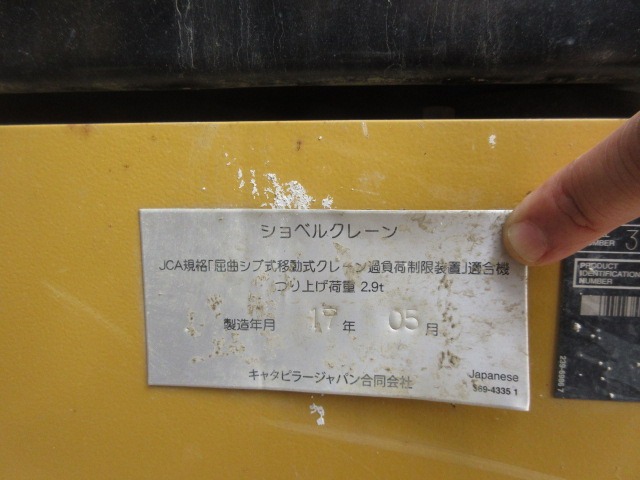 ショベルクレーン
JCA規格「屈曲ジブ式移動式クレーン過負荷制限装置」適合機
つり上げ荷重 2.9t
製造年月 17 年 05 月
キャタピラージャパン合同会社
Japanese
569-4335 1
3
PRODUCT
IDENTIFICATION
NUMBER